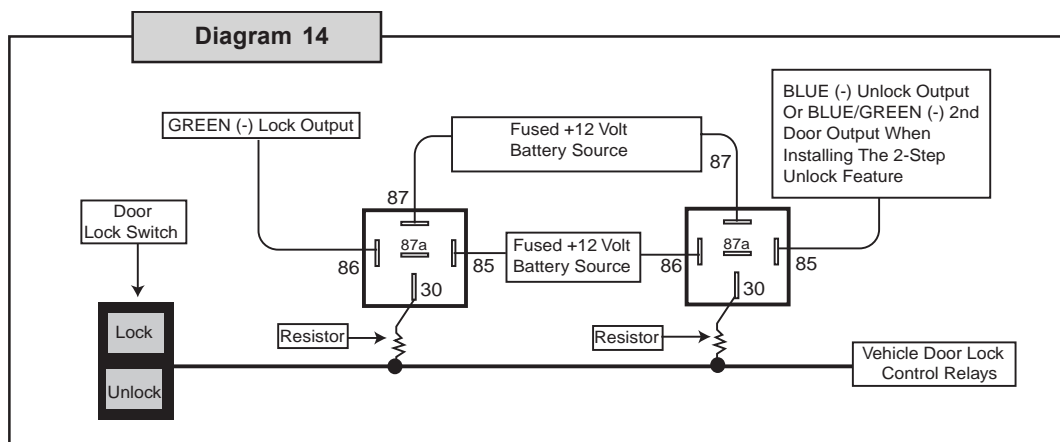 Diagram 14
GREEN (-) Lock Output
Fused +12 Volt
Battery Source
BLUE (-) Unlock Output
Or BLUE/GREEN (-) 2nd
Door Output When
Installing The 2-Step
Unlock Feature
87
87
Door
Lock Switch
87a
86
85
30
Fused +12 Volt
Battery Source
87a
86
85
30
Lock
Unlock
Resistor
Resistor
Vehicle Door Lock
Control Relays